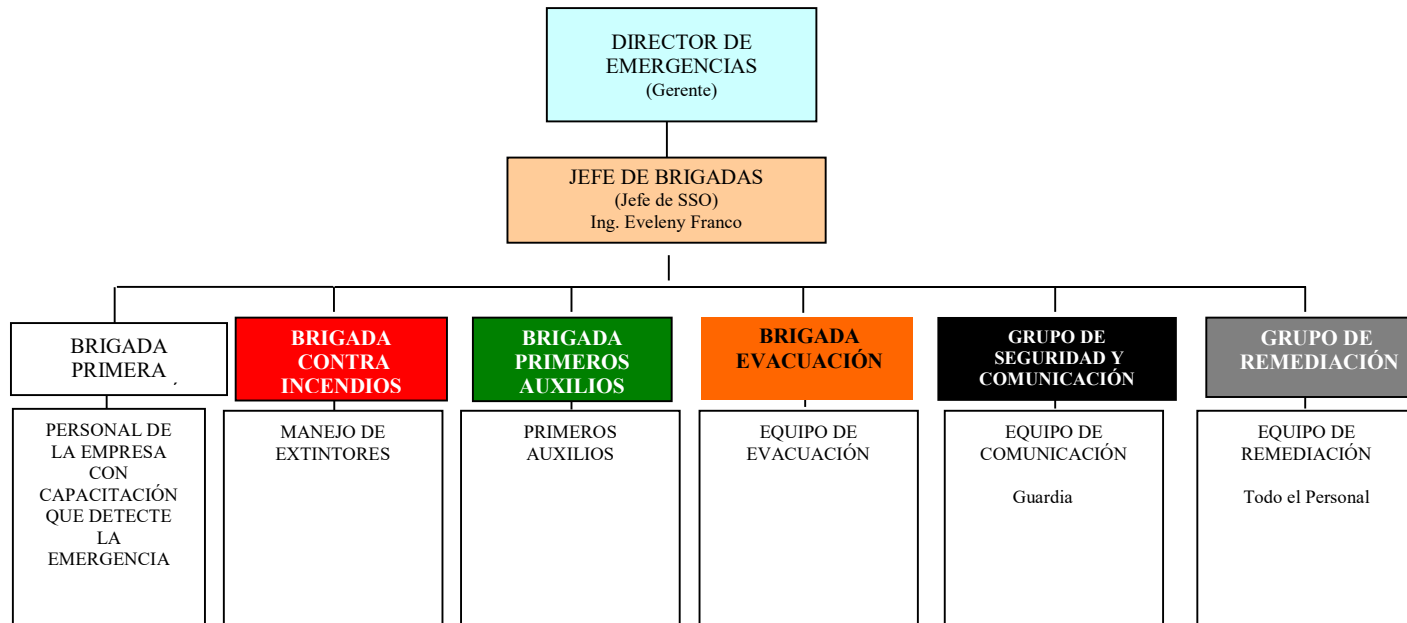 DIRECTOR DE
EMERGENCIAS
(Gerente)
JEFE DE BRIGADAS
(Jefe de SSO)
Ing. Eveleny Franco
BRIGADA
PRIMERA
BRIGADA
CONTRA
INCENDIOS
BRIGADA
PRIMEROS
AUXILIOS
BRIGADA
EVACUACIÓN
GRUPO DE
SEGURIDAD Y
COMUNICACIÓN
GRUPO DE
REMEDIACIÓN
PERSONAL DE
LA EMPRESA
CON
CAPACITACIÓN
QUE DETECTE
LA
EMERGENCIA
MANEJO DE
EXTINTORES
PRIMEROS
AUXILIOS
EQUIPO DE
EVACUACIÓN
EQUIPO DE
COMUNICACIÓN
Guardia
EQUIPO DE
REMEDIACIÓN
Todo el Personal